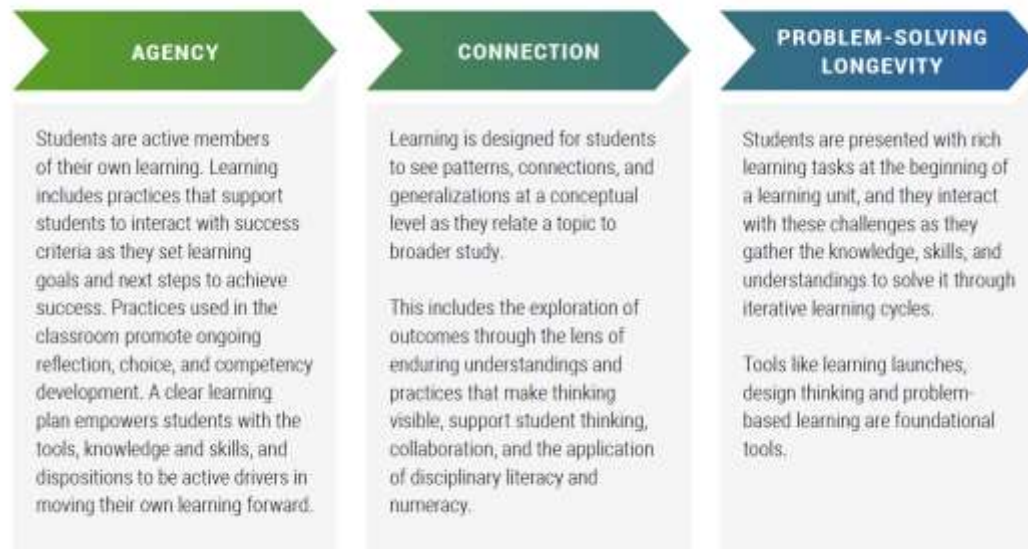 AGENCY
Students are active members
of their own learning. Learning
includes practices that support
students to interact with success
criteria as they set learning
goals and next steps to achieve
success. Practices used in the
classroom promote ongoing
reflection, choice, and competency
development. A clear learning
plan empowers students with the
tools, knowledge and skills, and
dispositions to be active drivers in
moving their own learning forward.
CONNECTION
Learning is designed for students
to see patterns, connections, and
generalizations at a conceptual
level as they relate a topic to
broader study.
This includes the exploration of
outcomes through the lens of
enduring understandings and
practices that make thinking
visible, support student thinking,
collaboration, and the application
of disciplinary literacy and
numeracy.
PROBLEM-SOLVING
LONGEVITY
Students are presented with rich
learning tasks at the beginning of
a learning unit, and they interact
with these challenges as they
gather the knowledge, skills, and
understandings to solve it through
iterative learning cycles.
Tools like learning launches,
design thinking and problem-
based learning are foundational
tools.